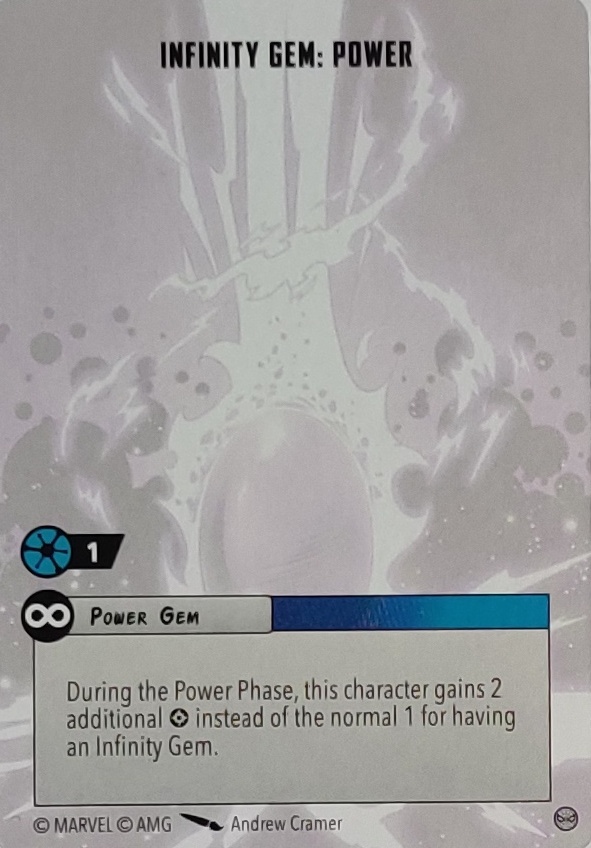 INFINITY GEM: POWER
1
POWER GEM
During the Power Phase, this character gains 2
additional instead of the normal 1 for having
an Infinity Gem.
© MARVEL © AMG Andrew Cramer